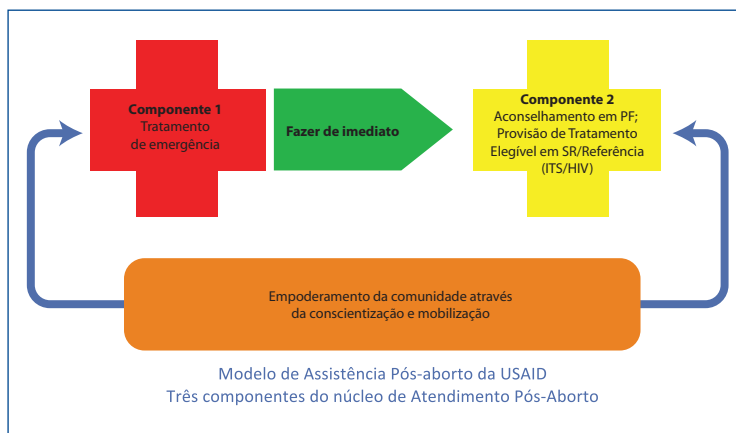 Componente 1
Tratamento
de emergência
Fazer de imediato
Componente 2
Aconselhamento em PF;
Provisão de Tratamento
Elegível em SR/Referência
(ITS/HIV)
Empoderamento da comunidade através
da conscientização e mobilização
Modelo de Assistência Pós-aborto da USAID
Três componentes do núcleo de Atendimento Pós-Aborto